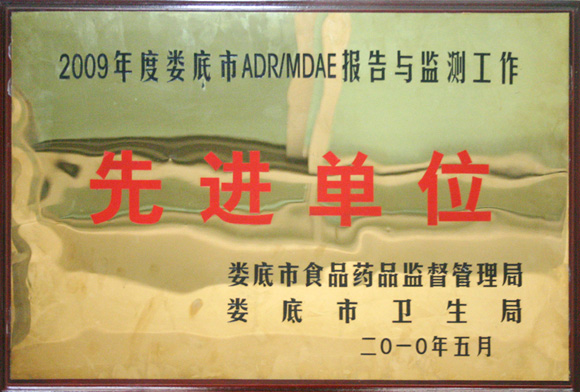 2009年度娄底市ADR/MDAE报告与监测工作
先进单位
娄底市食品药品监督管理局
娄底市卫生局
二〇一〇年五月